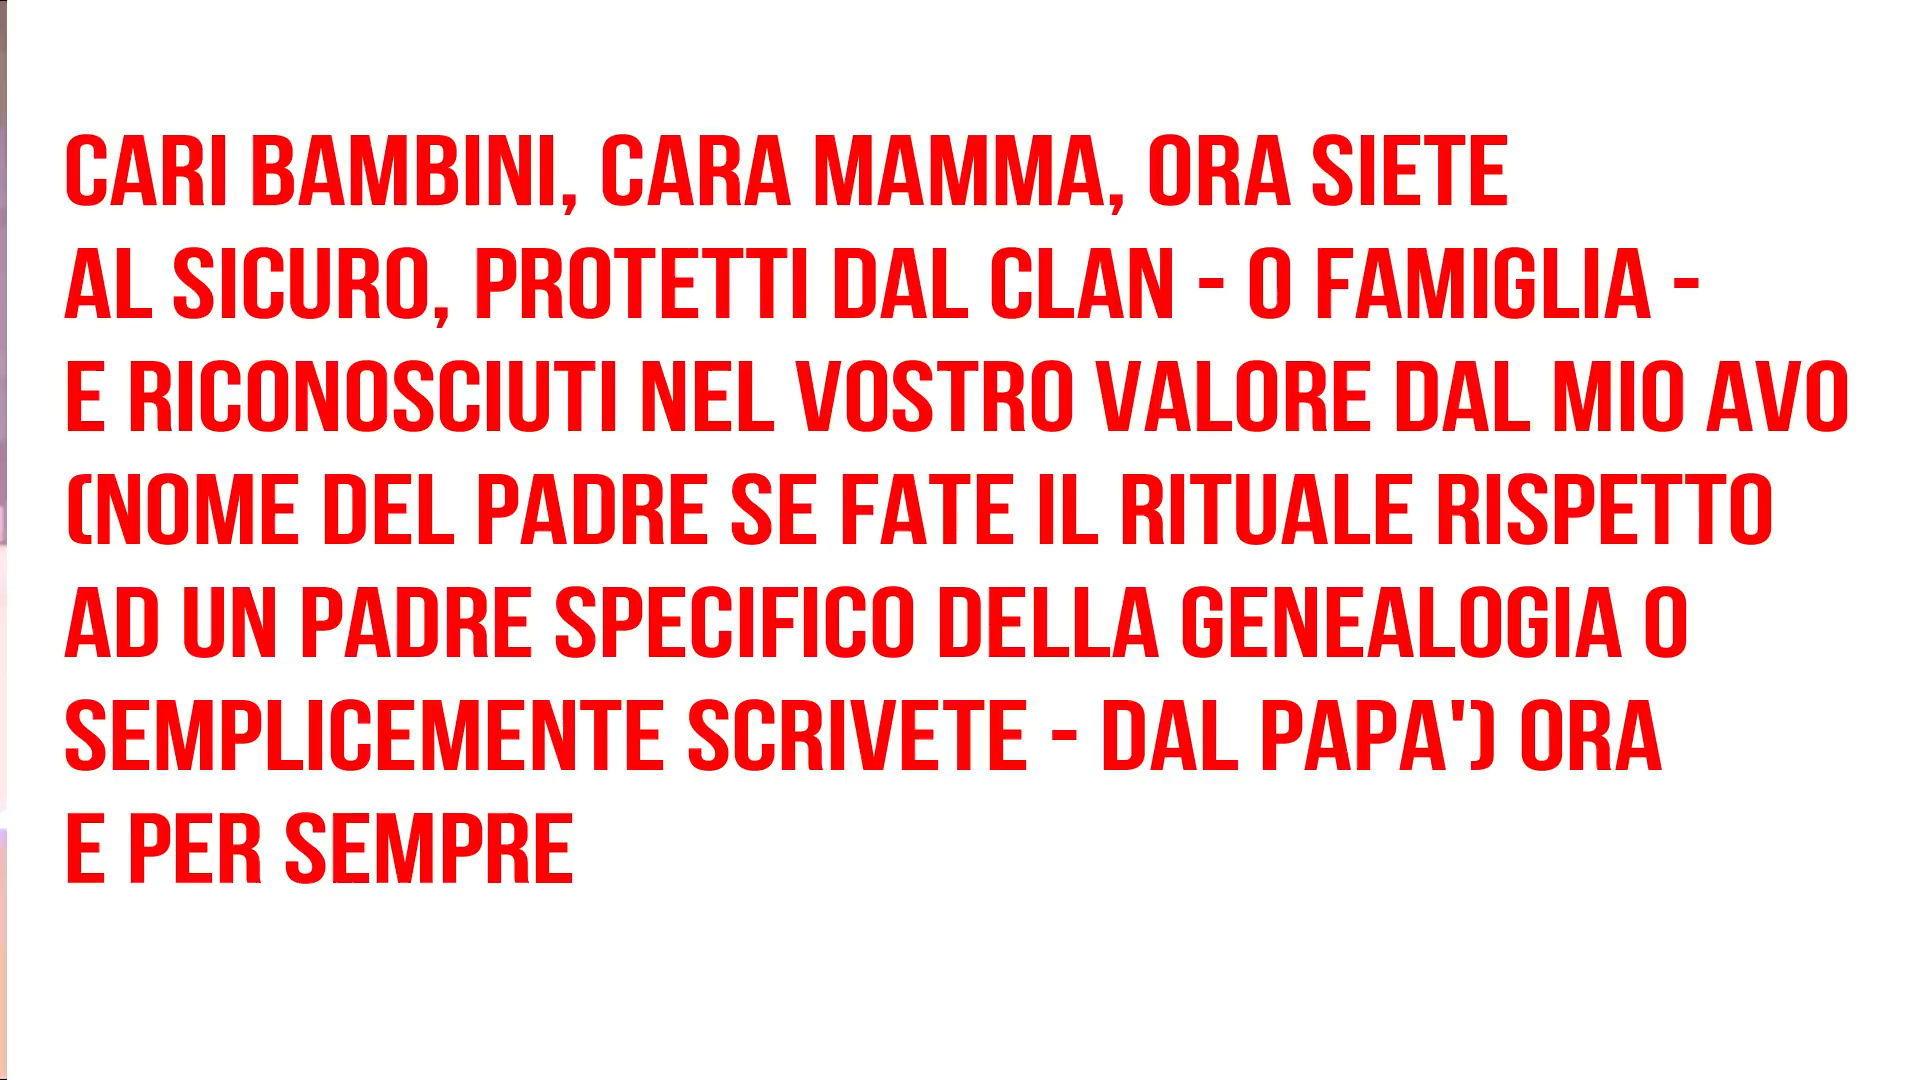 CARI BAMBINI, CARA MAMMA, ORA SIETE
AL SICURO, PROTETTI DAL CLAN - O FAMIGLIA -
E RICONOSCIUTI NEL VOSTRO VALORE DAL MIO AVO
(NOME DEL PADRE SE FATE IL RITUALE RISPETTO
AD UN PADRE SPECIFICO DELLA GENEALOGIA O
SEMPLICEMENTE SCRIVETE - DAL PAPA') ORA
E PER SEMPRE